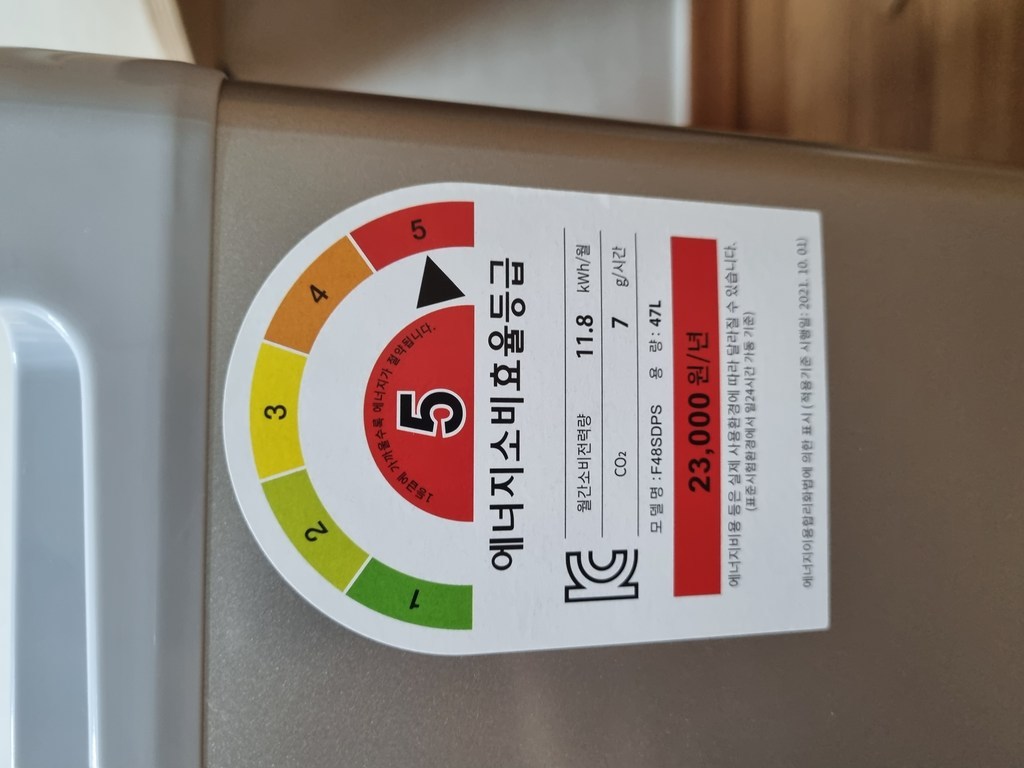 1 2 3 4 5
1등급에 가까울수록 에너지가 절약됩니다.
5
에너지소비효율등급
월간소비전력량 11.8 kWh/월
CO₂ 7 g/시간
모델명 : F48SDPS 용 량 : 47L
23,000 원/년
에너지비용 등은 실제 사용환경에 따라 달라질 수 있습니다.
(표준시험환경에서 일24시간 가동 기준)
에너지이용합리화법에 의한 표시 ( 적용기준 시행일: 2021. 10. 01)